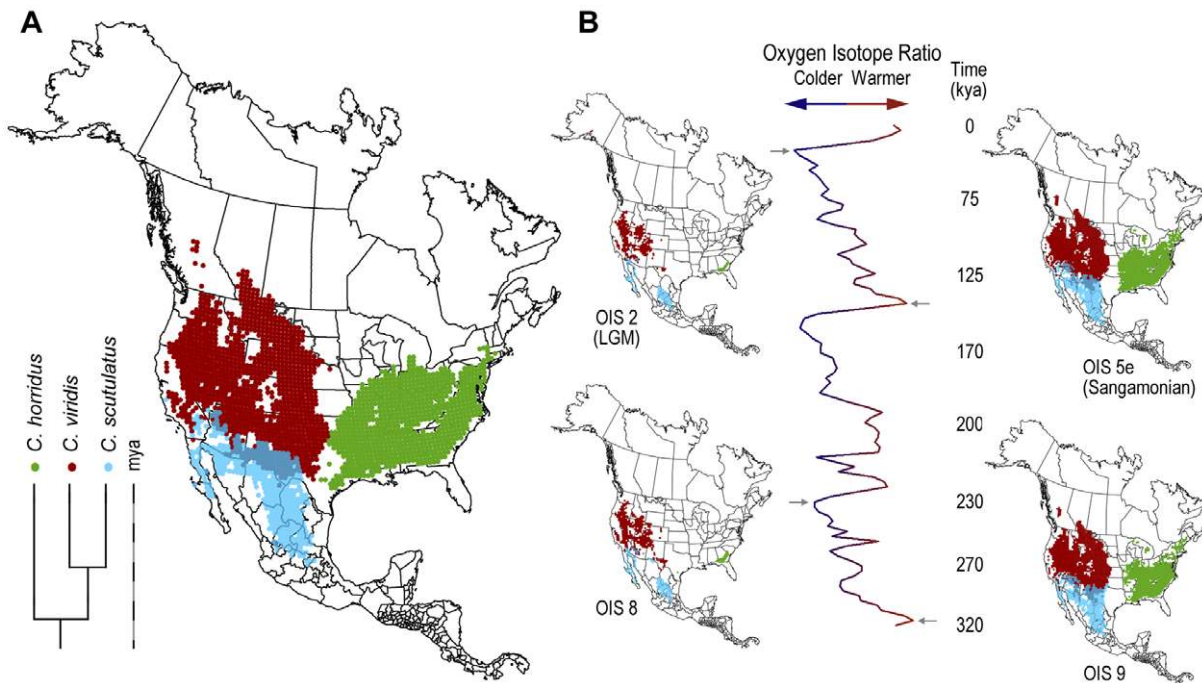 A
B
Oxygen Isotope Ratio
Colder Warmer
Time
(kya)
0
75
125
170
200
230
270
320
OIS 2
(LGM)
OIS 5e
(Sangamonian)
OIS 8
OIS 9
C. horridus
C. viridis
C. scutulatus
mya